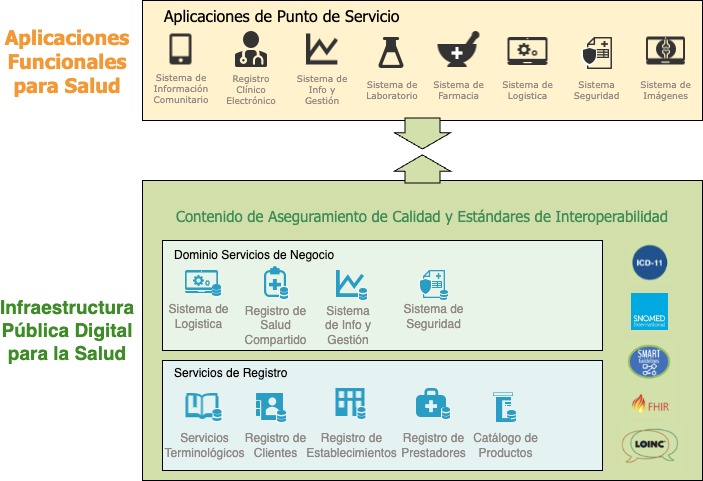 Aplicaciones
Funcionales
para Salud
Aplicaciones de Punto de Servicio
Sistema de
Información
Comunitario
Registro
Clínico
Electrónico
Sistema de
Info y
Gestión
Sistema de
Laboratorio
Sistema de
Farmacia
Sistema de
Logistica
Sistema
Seguridad
Sistema de
Imágenes
Infraestructura
Pública Digital
para la Salud
Contenido de Aseguramiento de Calidad y Estándares de Interoperabilidad
Dominio Servicios de Negocio
Sistema de
Logistica
Registro de
Salud
Compartido
Sistema
de Info y
Gestión
Sistema de
Seguridad
Servicios de Registro
Servicios
Terminológicos
Registro de
Clientes
Registro de
Establecimientos
Registro de
Prestadores
Catálogo de
Productos
ICD-11
SNOMED
International
SMART
Guidelines
FHIR
LOINC